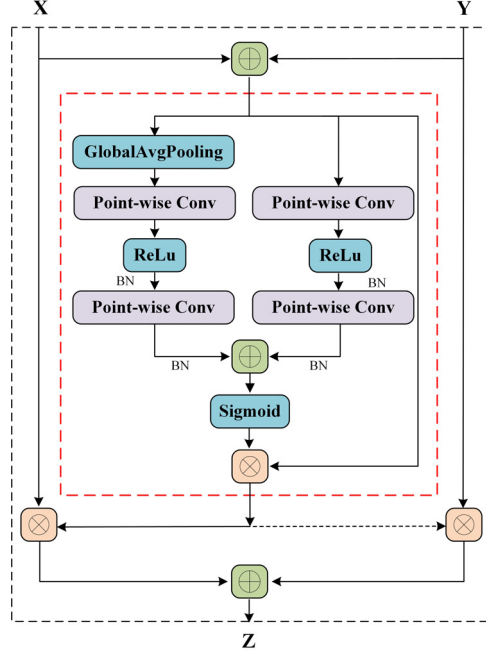 X
Y
GlobalAvgPooling
Point-wise Conv
Point-wise Conv
ReLu
ReLu
BN
BN
Point-wise Conv
Point-wise Conv
BN
BN
Sigmoid
Z